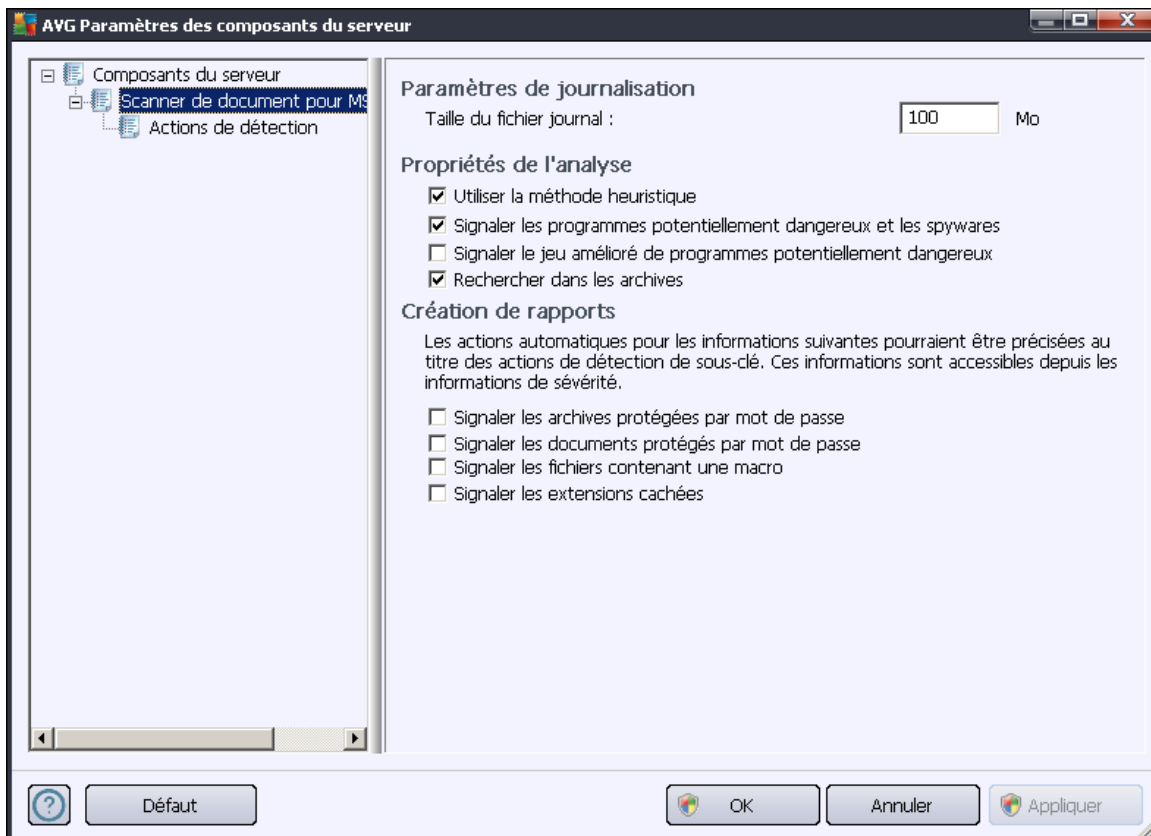 AVG Paramètres des composants du serveur
Composants du serveur
Scanner de document pour MS
Actions de détection
Paramètres de journalisation
Taille du fichier journal :
100
Mo
Propriétés de l'analyse
Utiliser la méthode heuristique
Signaler les programmes potentiellement dangereux et les spywares
Signaler le jeu amélioré de programmes potentiellement dangereux
Rechercher dans les archives
Création de rapports
Les actions automatiques pour les informations suivantes pourraient être précisées au
titre des actions de détection de sous-clé. Ces informations sont accessibles depuis les
informations de sévérité.
Signaler les archives protégées par mot de passe
Signaler les documents protégés par mot de passe
Signaler les fichiers contenant une macro
Signaler les extensions cachées
Défaut
OK
Annuler
Appliquer